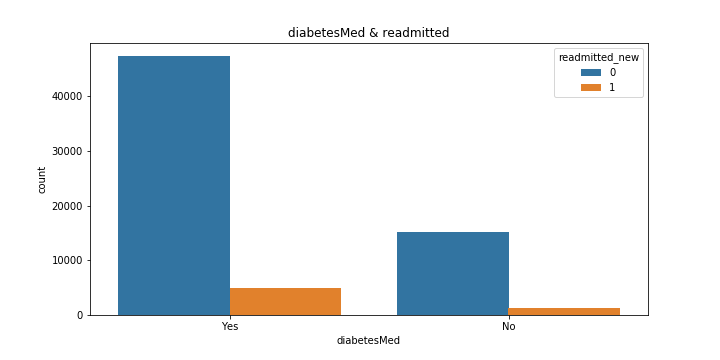 diabetesMed & readmitted
readmitted_new
0
1
count
40000
30000
20000
10000
0
Yes
No
diabetesMed